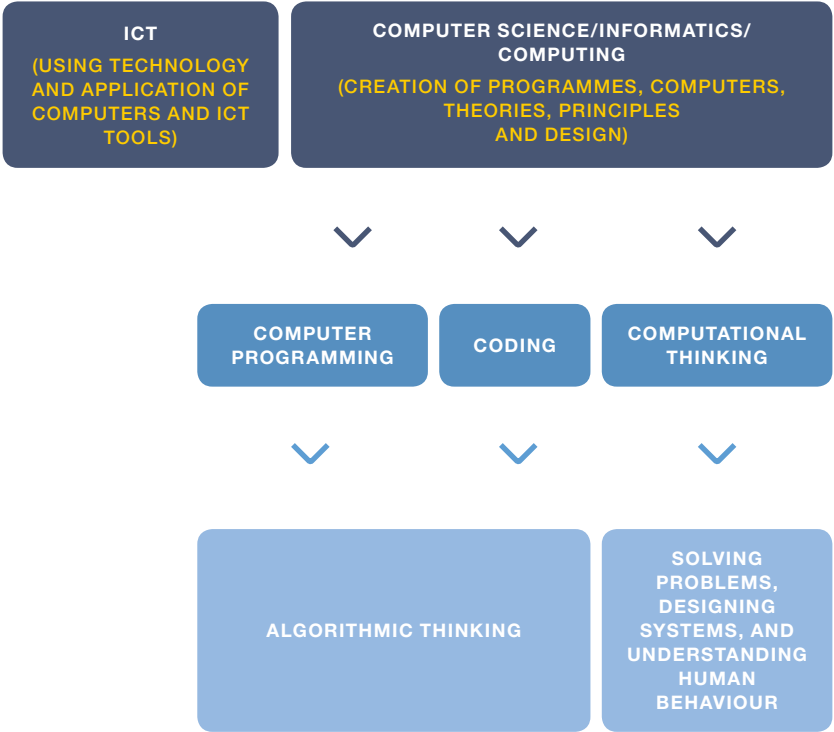 ICT
(USING TECHNOLOGY
AND APPLICATION OF
COMPUTERS AND ICT
TOOLS)
COMPUTER SCIENCE/INFORMATICS/
COMPUTING
(CREATION OF PROGRAMMES, COMPUTERS,
THEORIES, PRINCIPLES
AND DESIGN)
COMPUTER
PROGRAMMING
CODING
COMPUTATIONAL
THINKING
ALGORITHMIC THINKING
SOLVING
PROBLEMS,
DESIGNING
SYSTEMS, AND
UNDERSTANDING
HUMAN
BEHAVIOUR